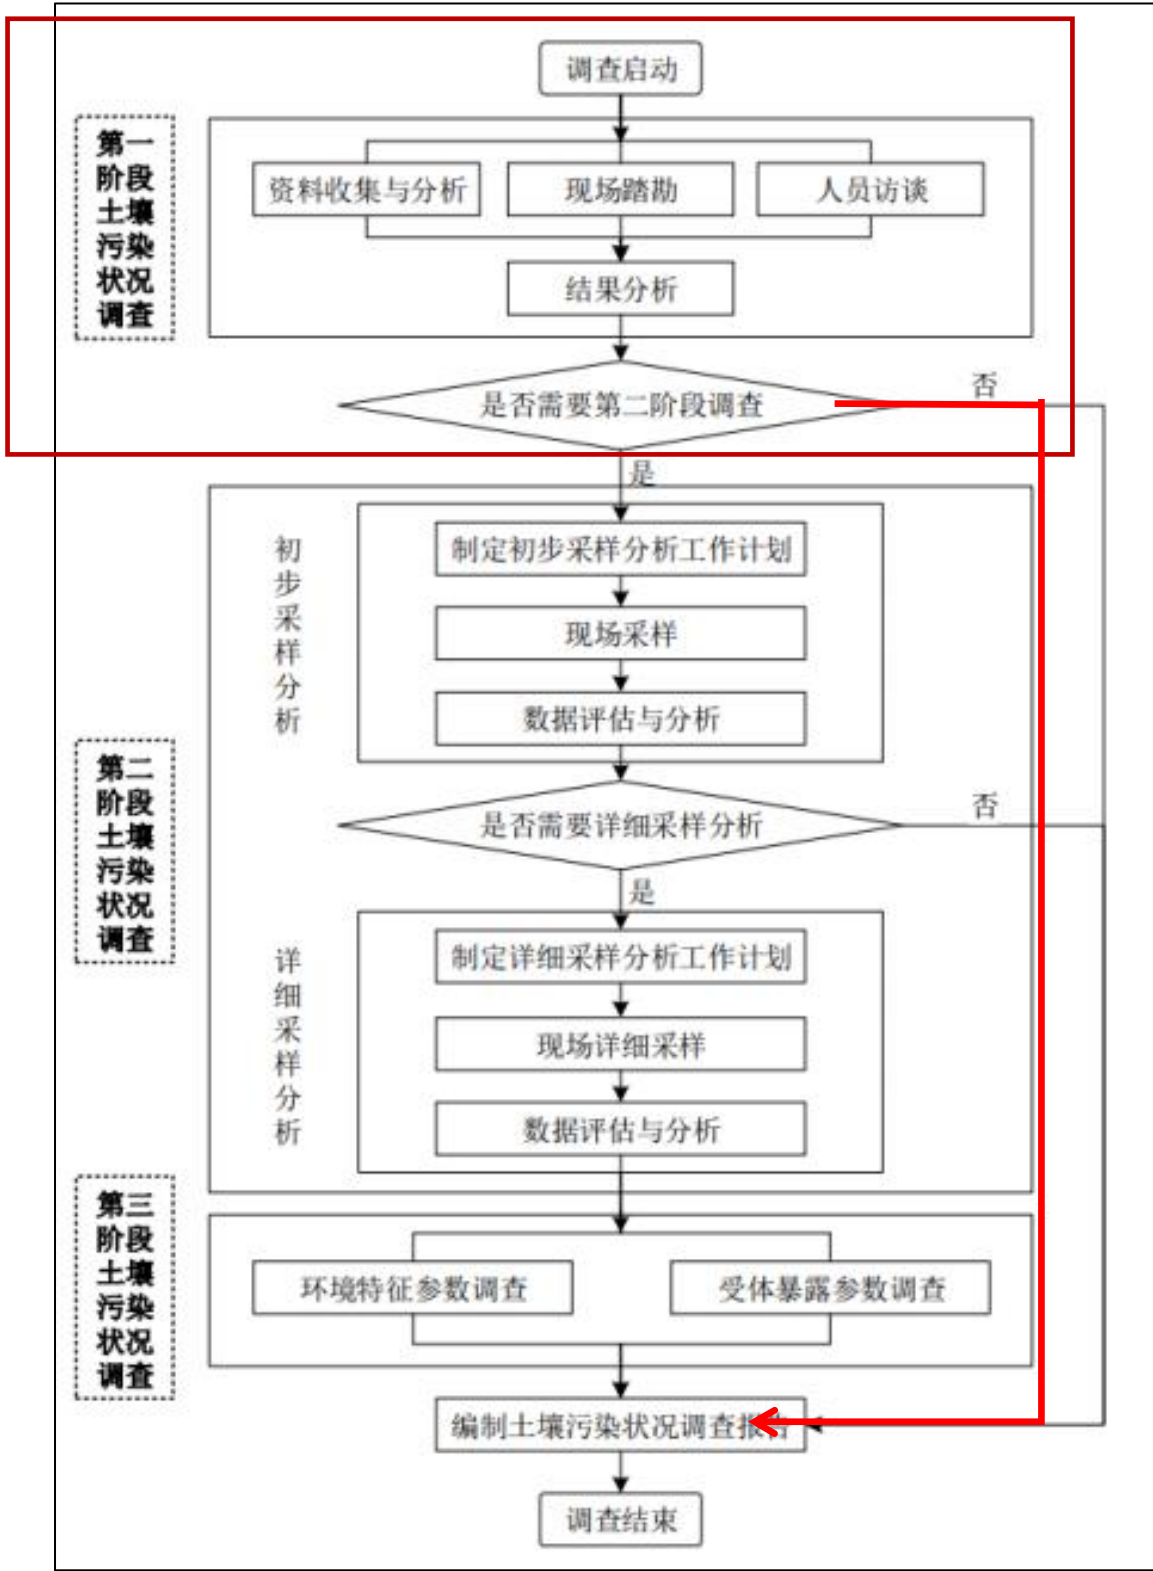 调查启动
第一
阶段
土壤
污染
状况
调查
资料收集与分析
现场踏勘
人员访谈
结果分析
是否需要第二阶段调查
否
是
初
步
采
样
分
析
制定初步采样分析工作计划
现场采样
数据评估与分析
第二
阶段
土壤
污染
状况
调查
是否需要详细采样分析
否
是
详
细
采
样
分
析
制定详细采样分析工作计划
现场详细采样
数据评估与分析
第三
阶段
土壤
污染
状况
调查
环境特征参数调查
受体暴露参数调查
编制土壤污染状况调查报告
调查结束